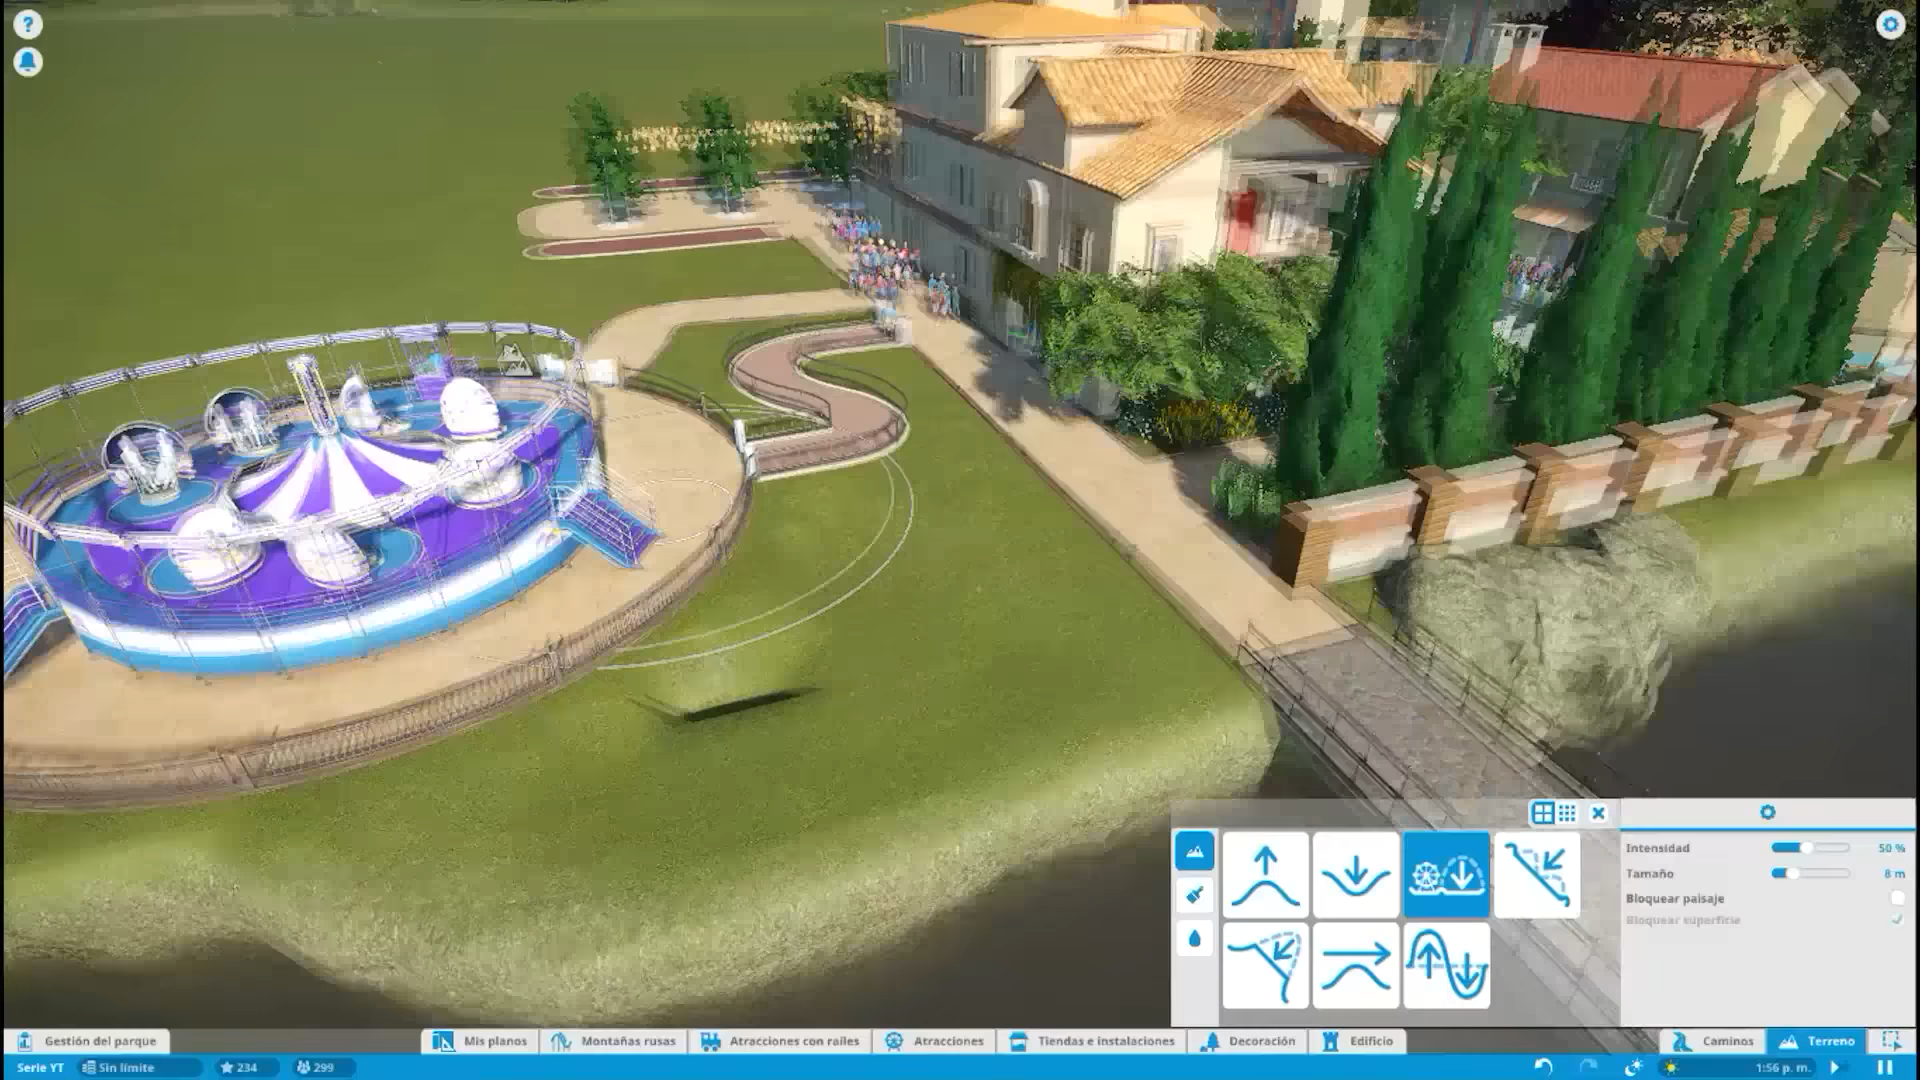 ?
Intensidad 50 %
Tamaño 8 m
Bloquear paisaje
Bloquear superficie
Gestión del parque
Mis planos
Montañas rusas
Atracciones con raíles
Atracciones
Tiendas e instalaciones
Decoración
Edificio
Caminos
Terreno
Serie YT
Sin límite
234
299
1:56 p. m.